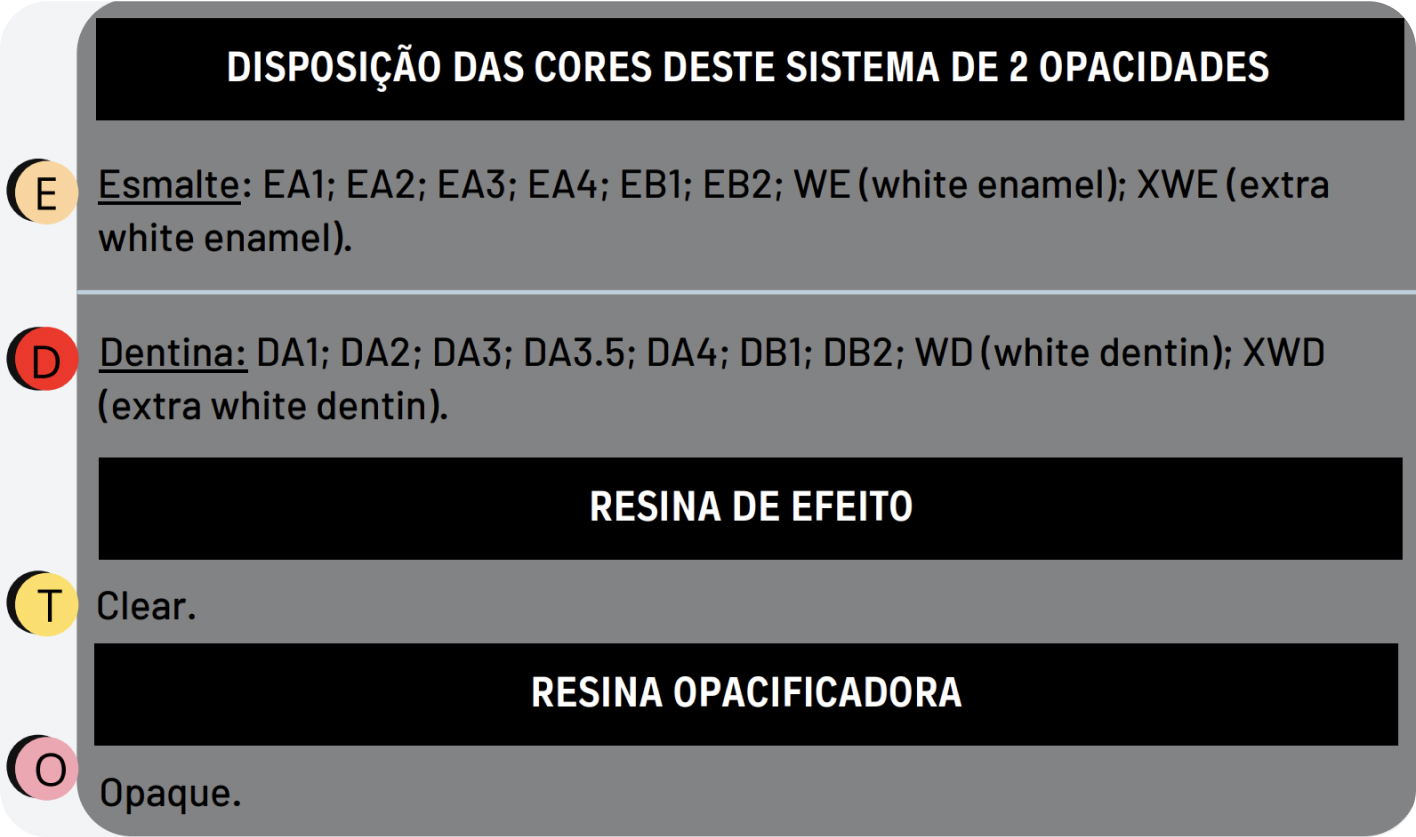 DISPOSIÇÃO DAS CORES DESTE SISTEMA DE 2 OPACIDADES
E
Esmalte: EA1; EA2; EA3; EA4; EB1; EB2; WE (white enamel); XWE (extra
white enamel).
D
Dentina: DA1; DA2; DA3; DA3.5; DA4; DB1; DB2; WD (white dentin); XWD
(extra white dentin).
RESINA DE EFEITO
T
Clear.
RESINA OPACIFICADORA
O
Opaque.